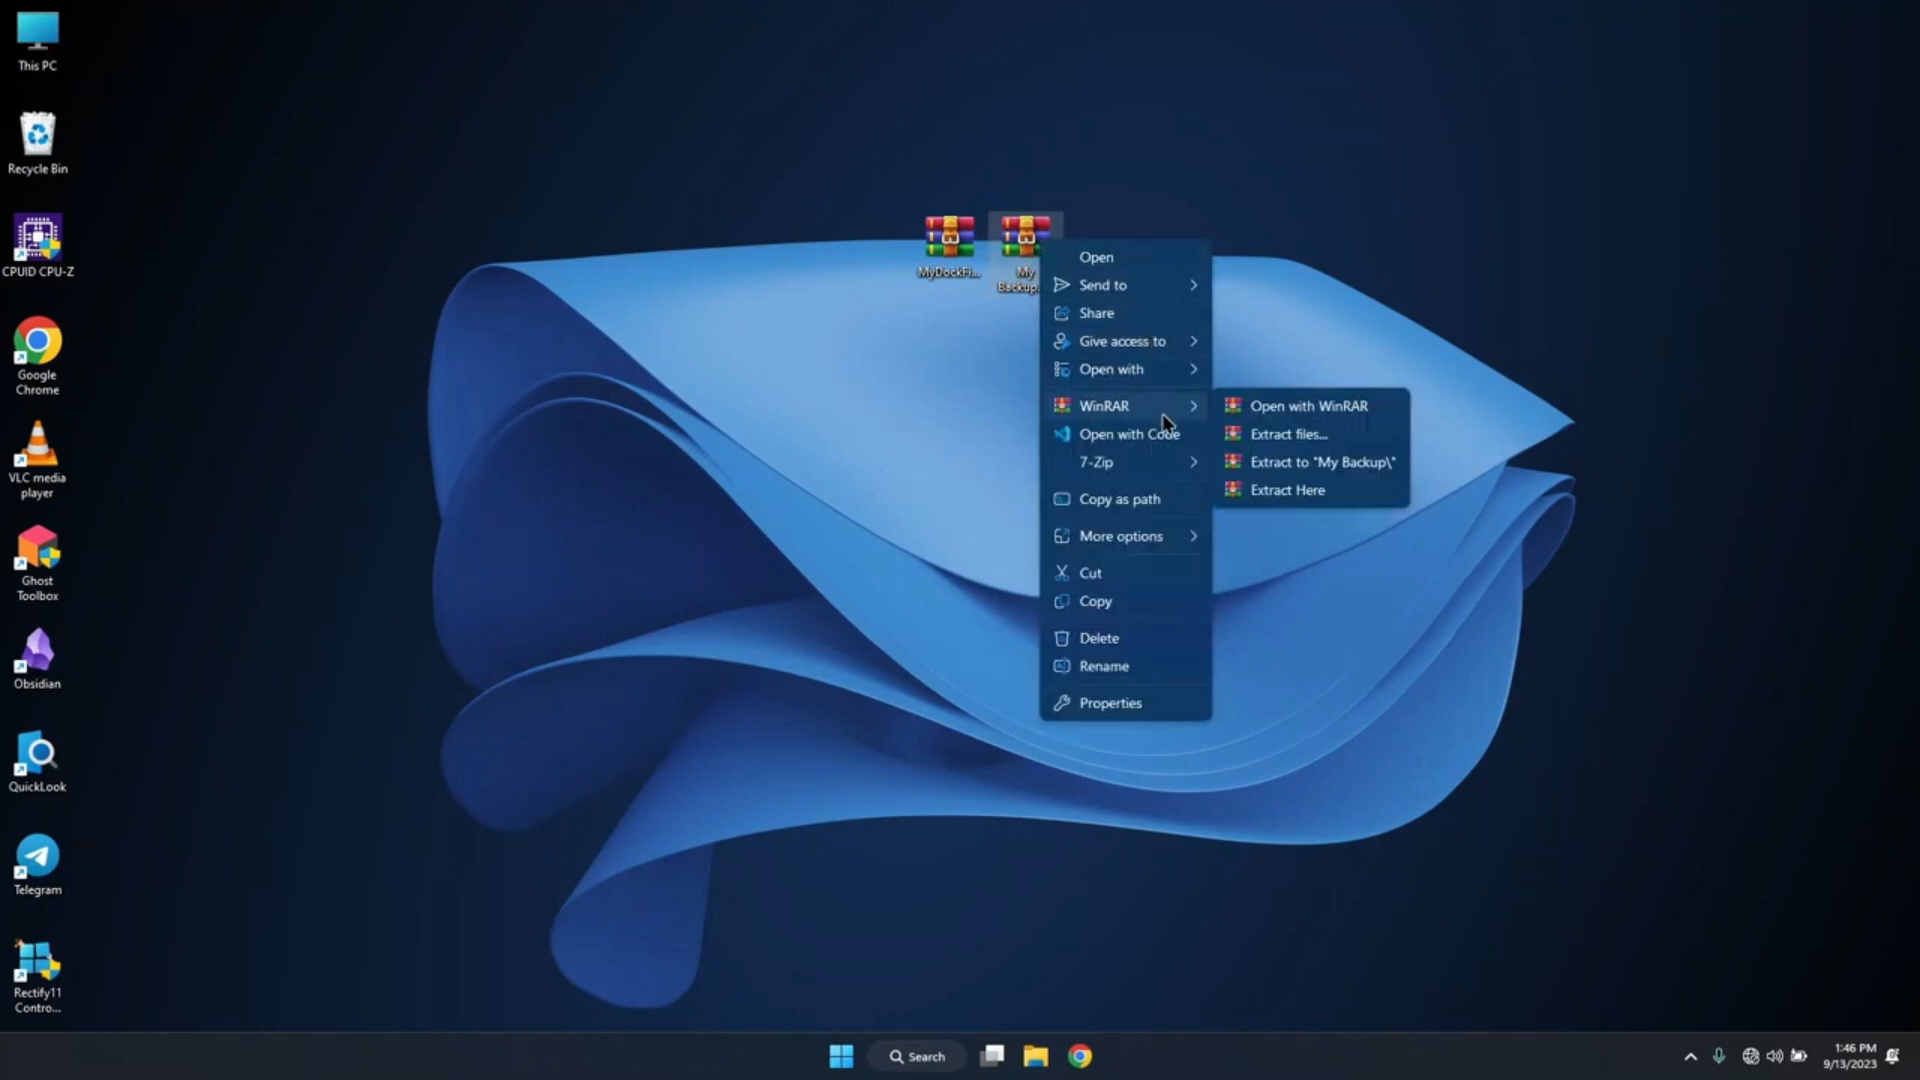 This PC
Recycle Bin
CPUID CPU-Z
Google
Chrome
VLC media
player
Ghost
Toolbox
Obsidian
QuickLook
Telegram
Rectify11
Contro...
MyDockFi...
My
Backup
Open
Send to
Share
Give access to
Open with
WinRAR
Open with Code
7-Zip
Copy as path
More options
Cut
Copy
Delete
Rename
Properties
Open with WinRAR
Extract files...
Extract to "My Backup\"
Extract Here
Search
1:46 PM
9/13/2023